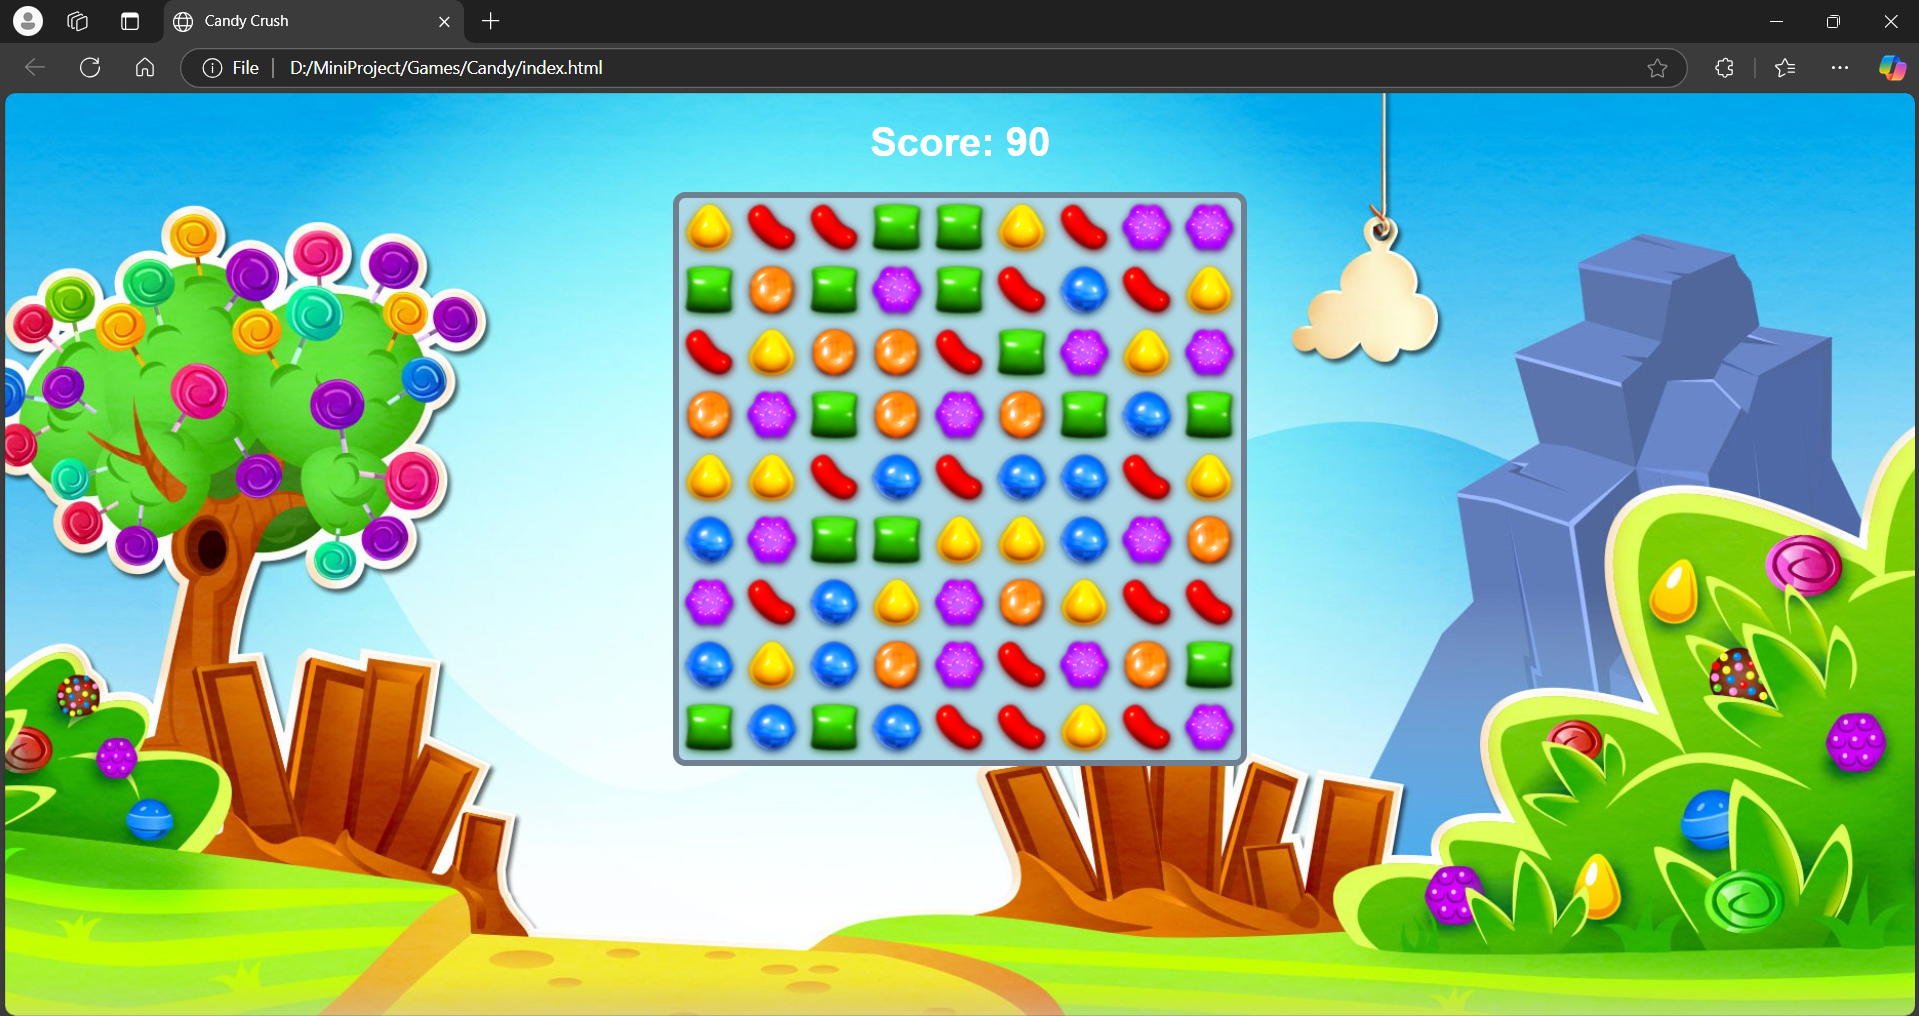 Candy Crush
File
D:/MiniProject/Games/Candy/index.html
Score: 90